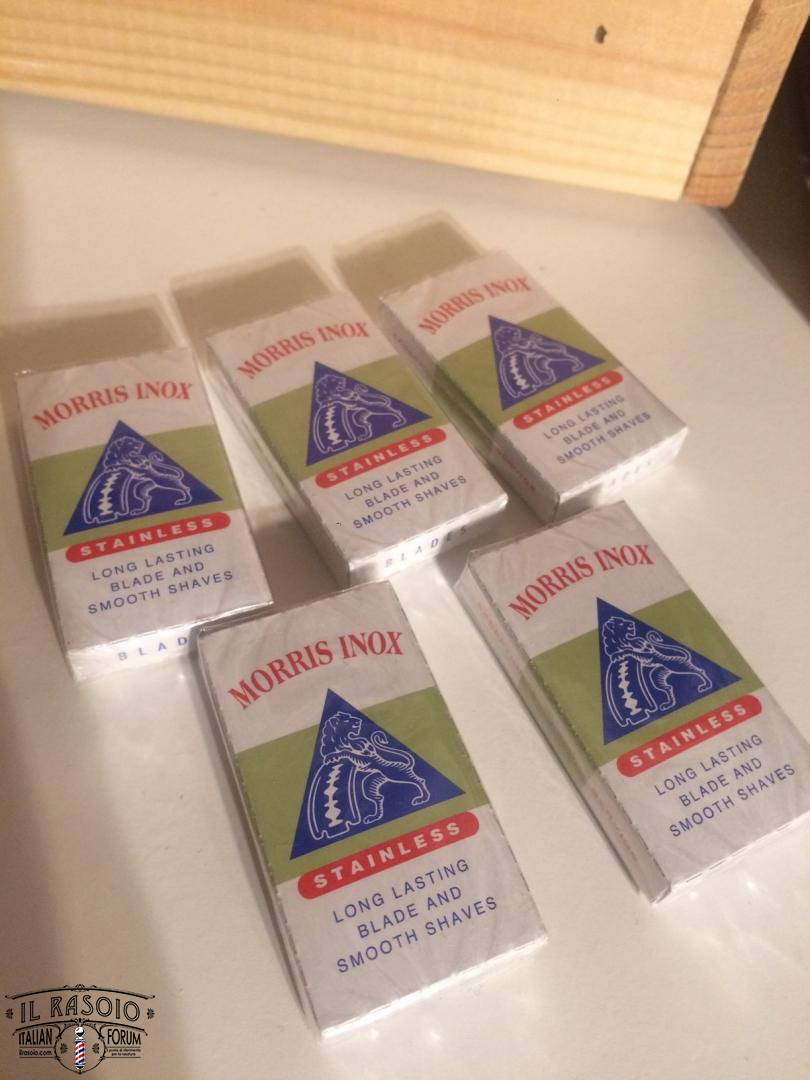 MORRIS INOX
STAINLESS
LONG LASTING
BLADE AND
SMOOTH SHAVES
BLAD
MORRIS INOX
STAINLESS
LONG LASTING
BLADE AND
SMOOTH SHAVES
BLADES
MORRIS INOX
STAINLESS
LONG LASTING
BLADE AND
SMOOTH SHAVES
MORRIS INOX
STAINLESS
LONG LASTING
BLADE AND
SMOOTH SHAVES
MORRIS INOX
STAINLESS
LONG LASTING
BLADE AND
SMOOTH SHAVES
IL RASOIO
ITALIAN FORUM
ilrasoio.com